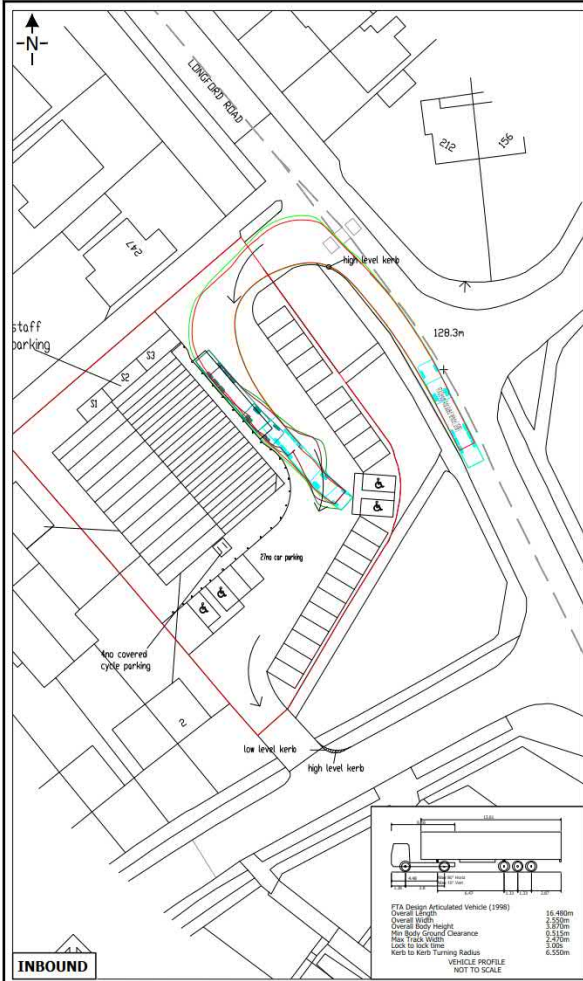 N
LONGFORD ROAD
212
156
247
high level kerb
128.3m
staff
parking
S3
S2
S1
27no car parking
4no covered
cycle parking
2
low level kerb
high level kerb
FTA Design Articulated Vehicle (1998)
Overall Length 16.480m
Overall Width 2.550m
Overall Body Height 3.870m
Min Body Ground Clearance 0.515m
Max Track Width 2.470m
Lock to lock time 3.00s
Kerb to Kerb Turning Radius 6.550m
VEHICLE PROFILE
NOT TO SCALE
INBOUND